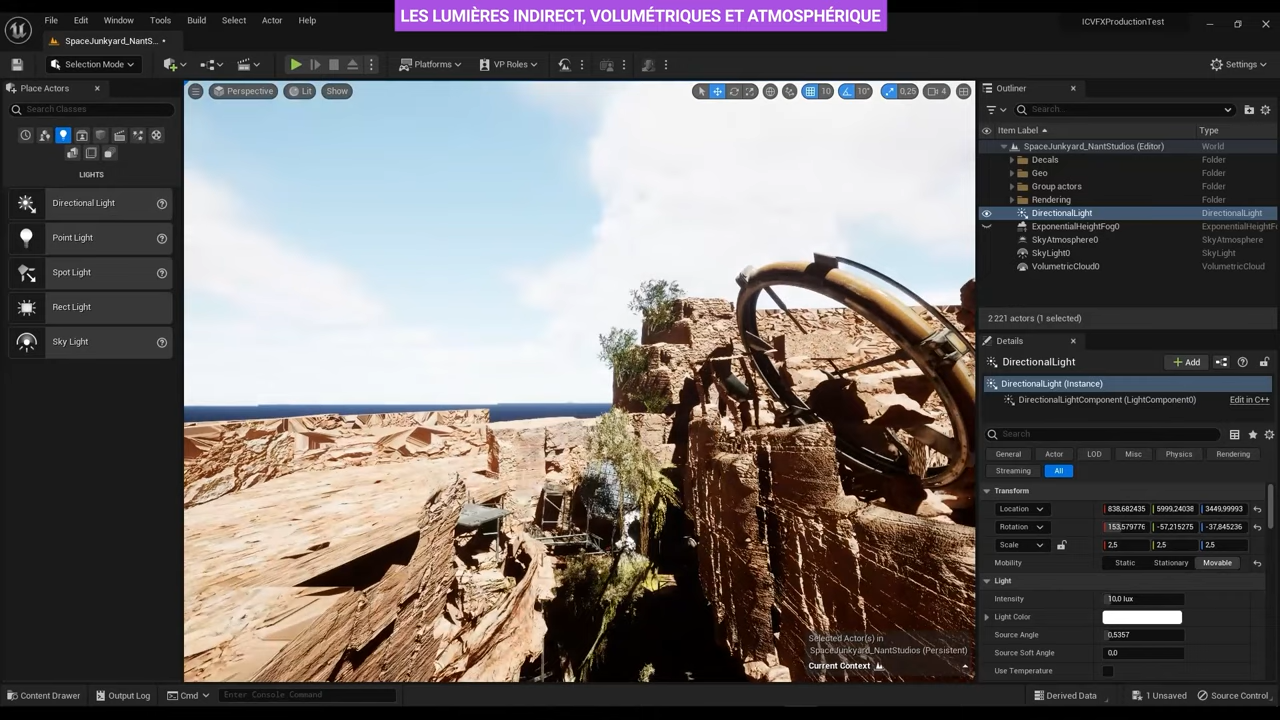 LES LUMIÈRES INDIRECT, VOLUMÉTRIQUES ET ATMOSPHÉRIQUE
File Edit Window Tools Build Select Actor Help
ICVFXProductionTest
SpaceJunkyard_NantS... •
Selection Mode
Platforms
VP Roles
Settings
Place Actors
Search Classes
LIGHTS
Directional Light
Point Light
Spot Light
Rect Light
Sky Light
Perspective Lit Show
10 10° 0,25 4
Selected Actor(s) in
SpaceJunkyard_NantStudios (Persistent)
Current Context
Outliner
Search...
Item Label Type
SpaceJunkyard_NantStudios (Editor) World
Decals Folder
Geo Folder
Group actors Folder
Rendering Folder
DirectionalLight DirectionalLight
ExponentialHeightFog0 ExponentialHeightF
SkyAtmosphere0 SkyAtmosphere
SkyLight0 SkyLight
VolumetricCloud0 VolumetricCloud
2 221 actors (1 selected)
Details
DirectionalLight
Add
DirectionalLight (Instance)
DirectionalLightComponent (LightComponent0) Edit in C++
Search
General Actor LOD Misc Physics Rendering
Streaming All
Transform
Location 838,682435 5999,24038 3449,99993
Rotation 153,579776 -57,215275 -37,845236
Scale 2,5 2,5 2,5
Mobility Static Stationary Movable
Light
Intensity 10,0 lux
Light Color
Source Angle 0,5357
Source Soft Angle 0,0
Use Temperature
Content Drawer Output Log Cmd Enter Console Command
Derived Data 1 Unsaved Source Control